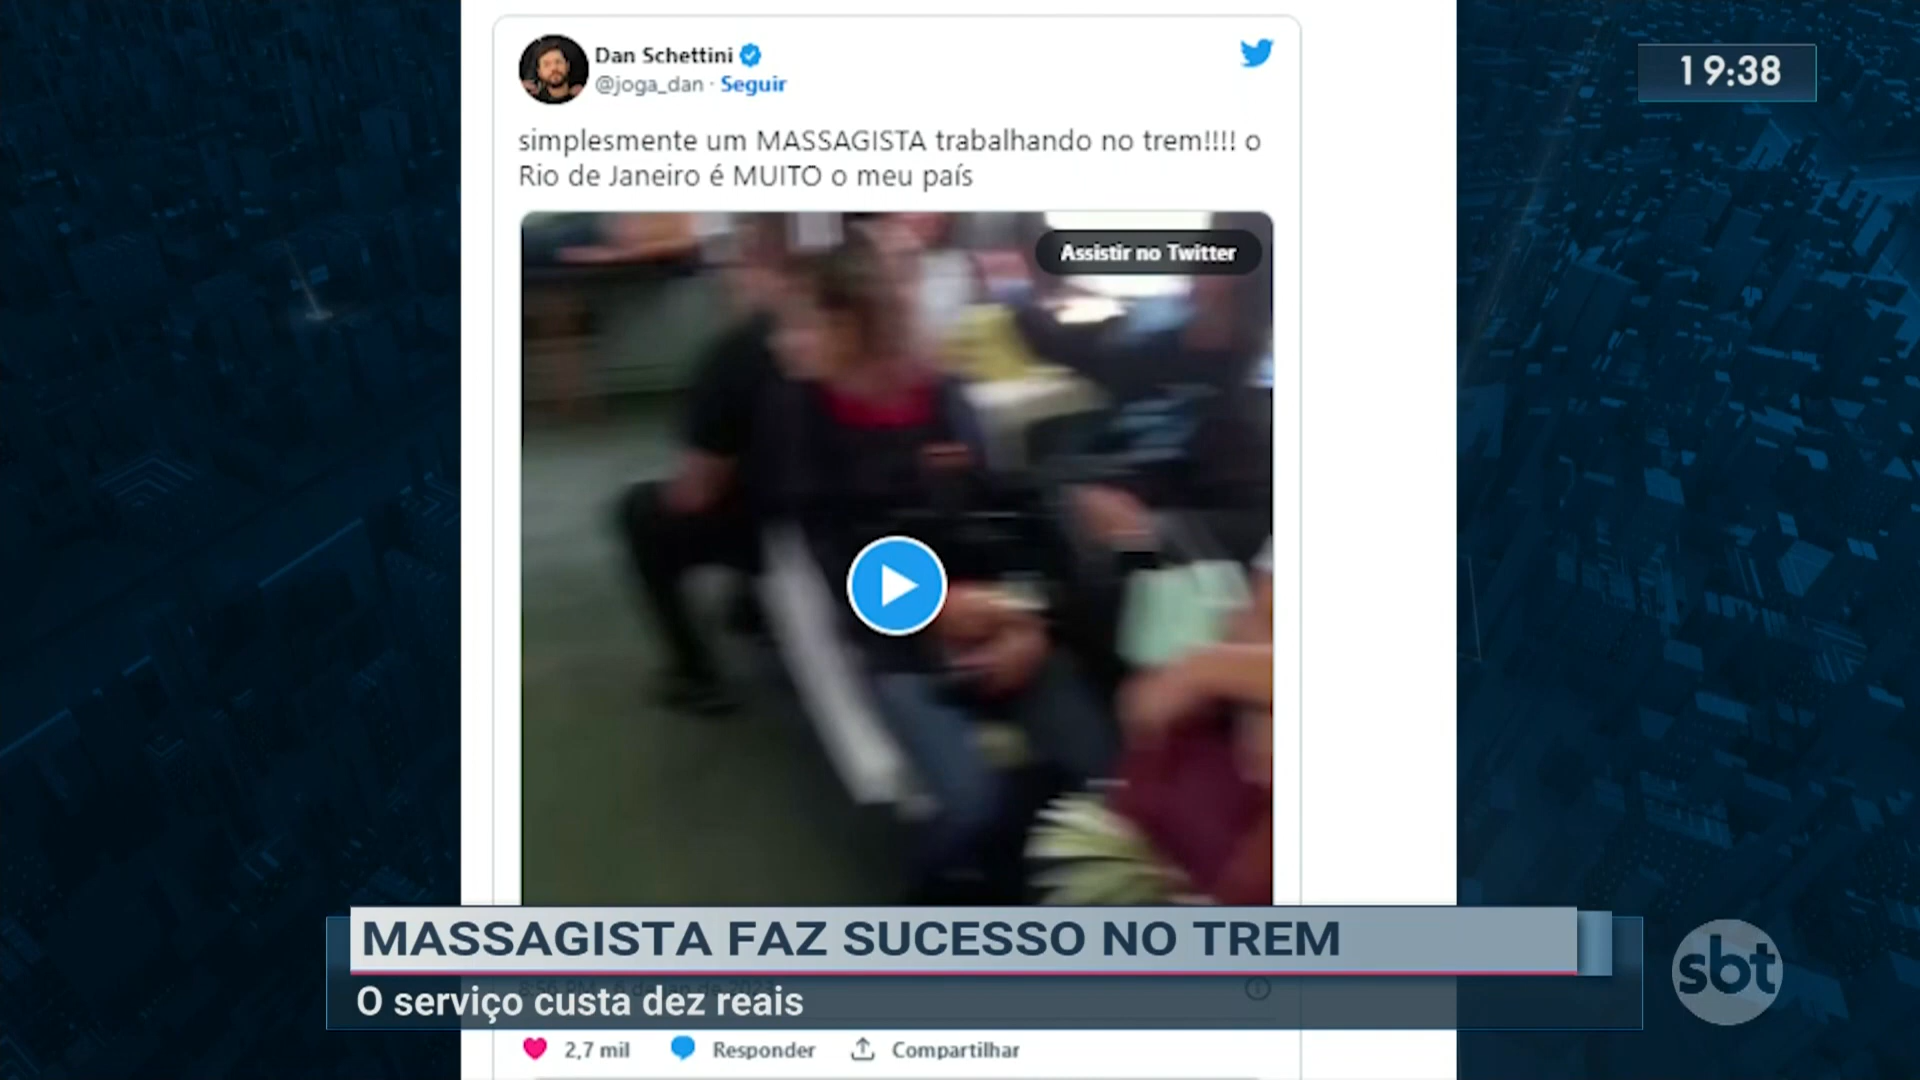 Dan Schettini
@joga_dan · Seguir
19:38
simplesmente um MASSAGISTA trabalhando no trem!!!! o
Rio de Janeiro é MUITO o meu país
Assistir no Twitter
MASSAGISTA FAZ SUCESSO NO TREM
O serviço custa dez reais
sbt
2,7 mil Responder Compartilhar